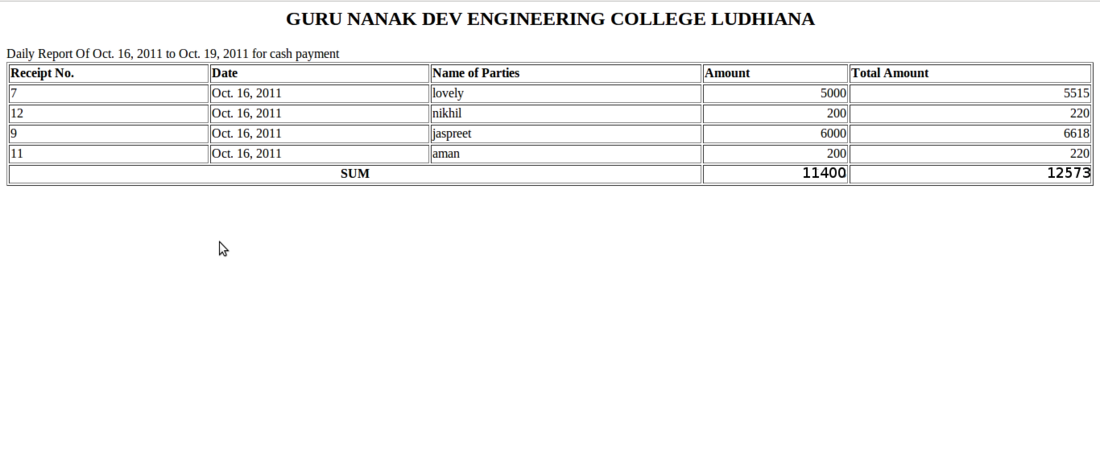 GURU NANAK DEV ENGINEERING COLLEGE LUDHIANA
Daily Report Of Oct. 16, 2011 to Oct. 19, 2011 for cash payment
Receipt No. Date Name of Parties Amount Total Amount
7 Oct. 16, 2011 lovely 5000 5515
12 Oct. 16, 2011 nikhil 200 220
9 Oct. 16, 2011 jaspreet 6000 6618
11 Oct. 16, 2011 aman 200 220
SUM 11400 12573